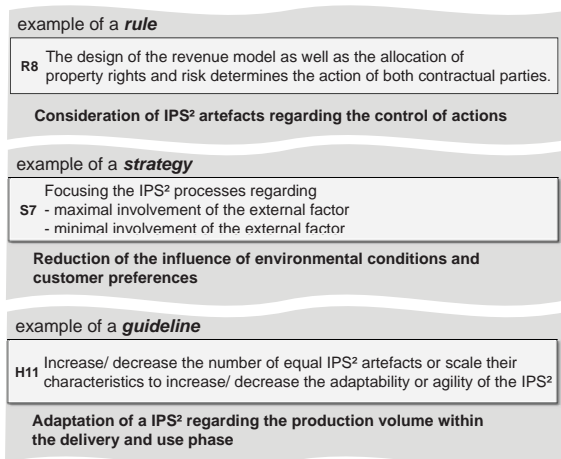 example of a rule
R8 The design of the revenue model as well as the allocation of
property rights and risk determines the action of both contractual parties.
Consideration of IPS² artefacts regarding the control of actions
example of a strategy
Focusing the IPS² processes regarding
S7 - maximal involvement of the external factor
- minimal involvement of the external factor
Reduction of the influence of environmental conditions and
customer preferences
example of a guideline
H11 Increase/ decrease the number of equal IPS² artefacts or scale their
characteristics to increase/ decrease the adaptability or agility of the IPS²
Adaptation of a IPS² regarding the production volume within
the delivery and use phase